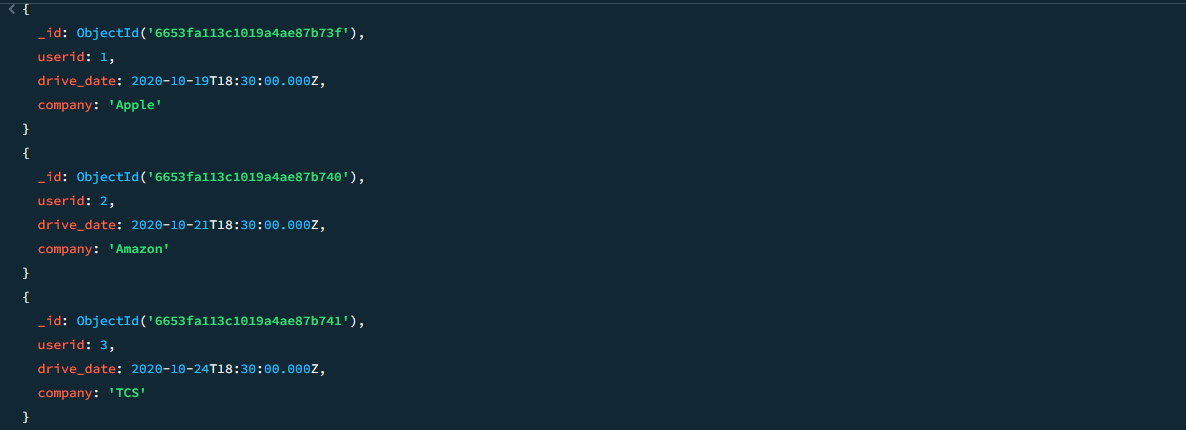 {
_id: ObjectId('6653fa113c1019a4ae87b73f'),
userid: 1,
drive_date: 2020-10-19T18:30:00.000Z,
company: 'Apple'
}
{
_id: ObjectId('6653fa113c1019a4ae87b740'),
userid: 2,
drive_date: 2020-10-21T18:30:00.000Z,
company: 'Amazon'
}
{
_id: ObjectId('6653fa113c1019a4ae87b741'),
userid: 3,
drive_date: 2020-10-24T18:30:00.000Z,
company: 'TCS'
}